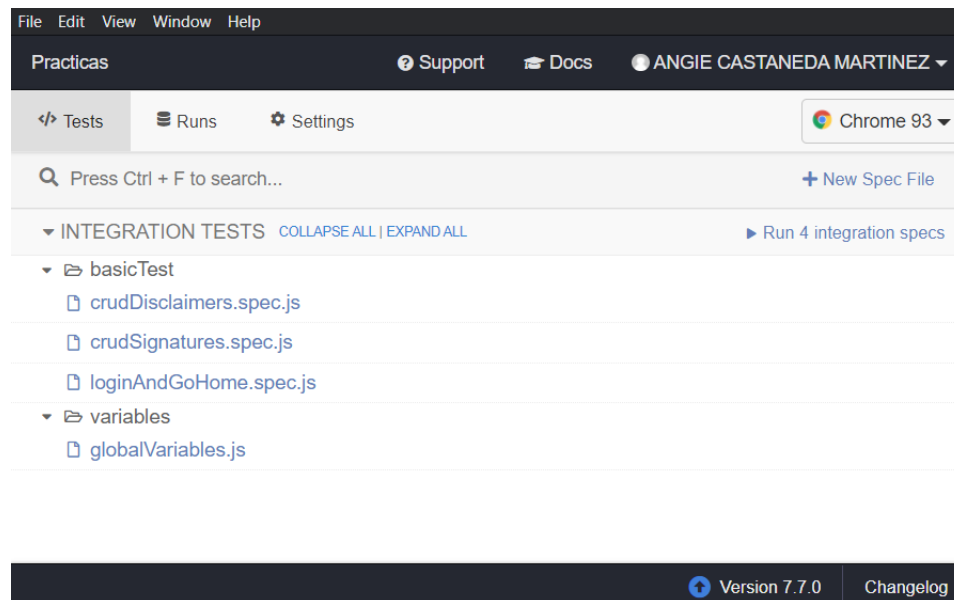 File Edit View Window Help
Practicas Support Docs ANGIE CASTANEDA MARTINEZ
</> Tests Runs Settings Chrome 93
Press Ctrl + F to search... + New Spec File
INTEGRATION TESTS COLLAPSE ALL | EXPAND ALL Run 4 integration specs
basicTest
crudDisclaimers.spec.js
crudSignatures.spec.js
loginAndGoHome.spec.js
variables
globalVariables.js
Version 7.7.0 Changelog